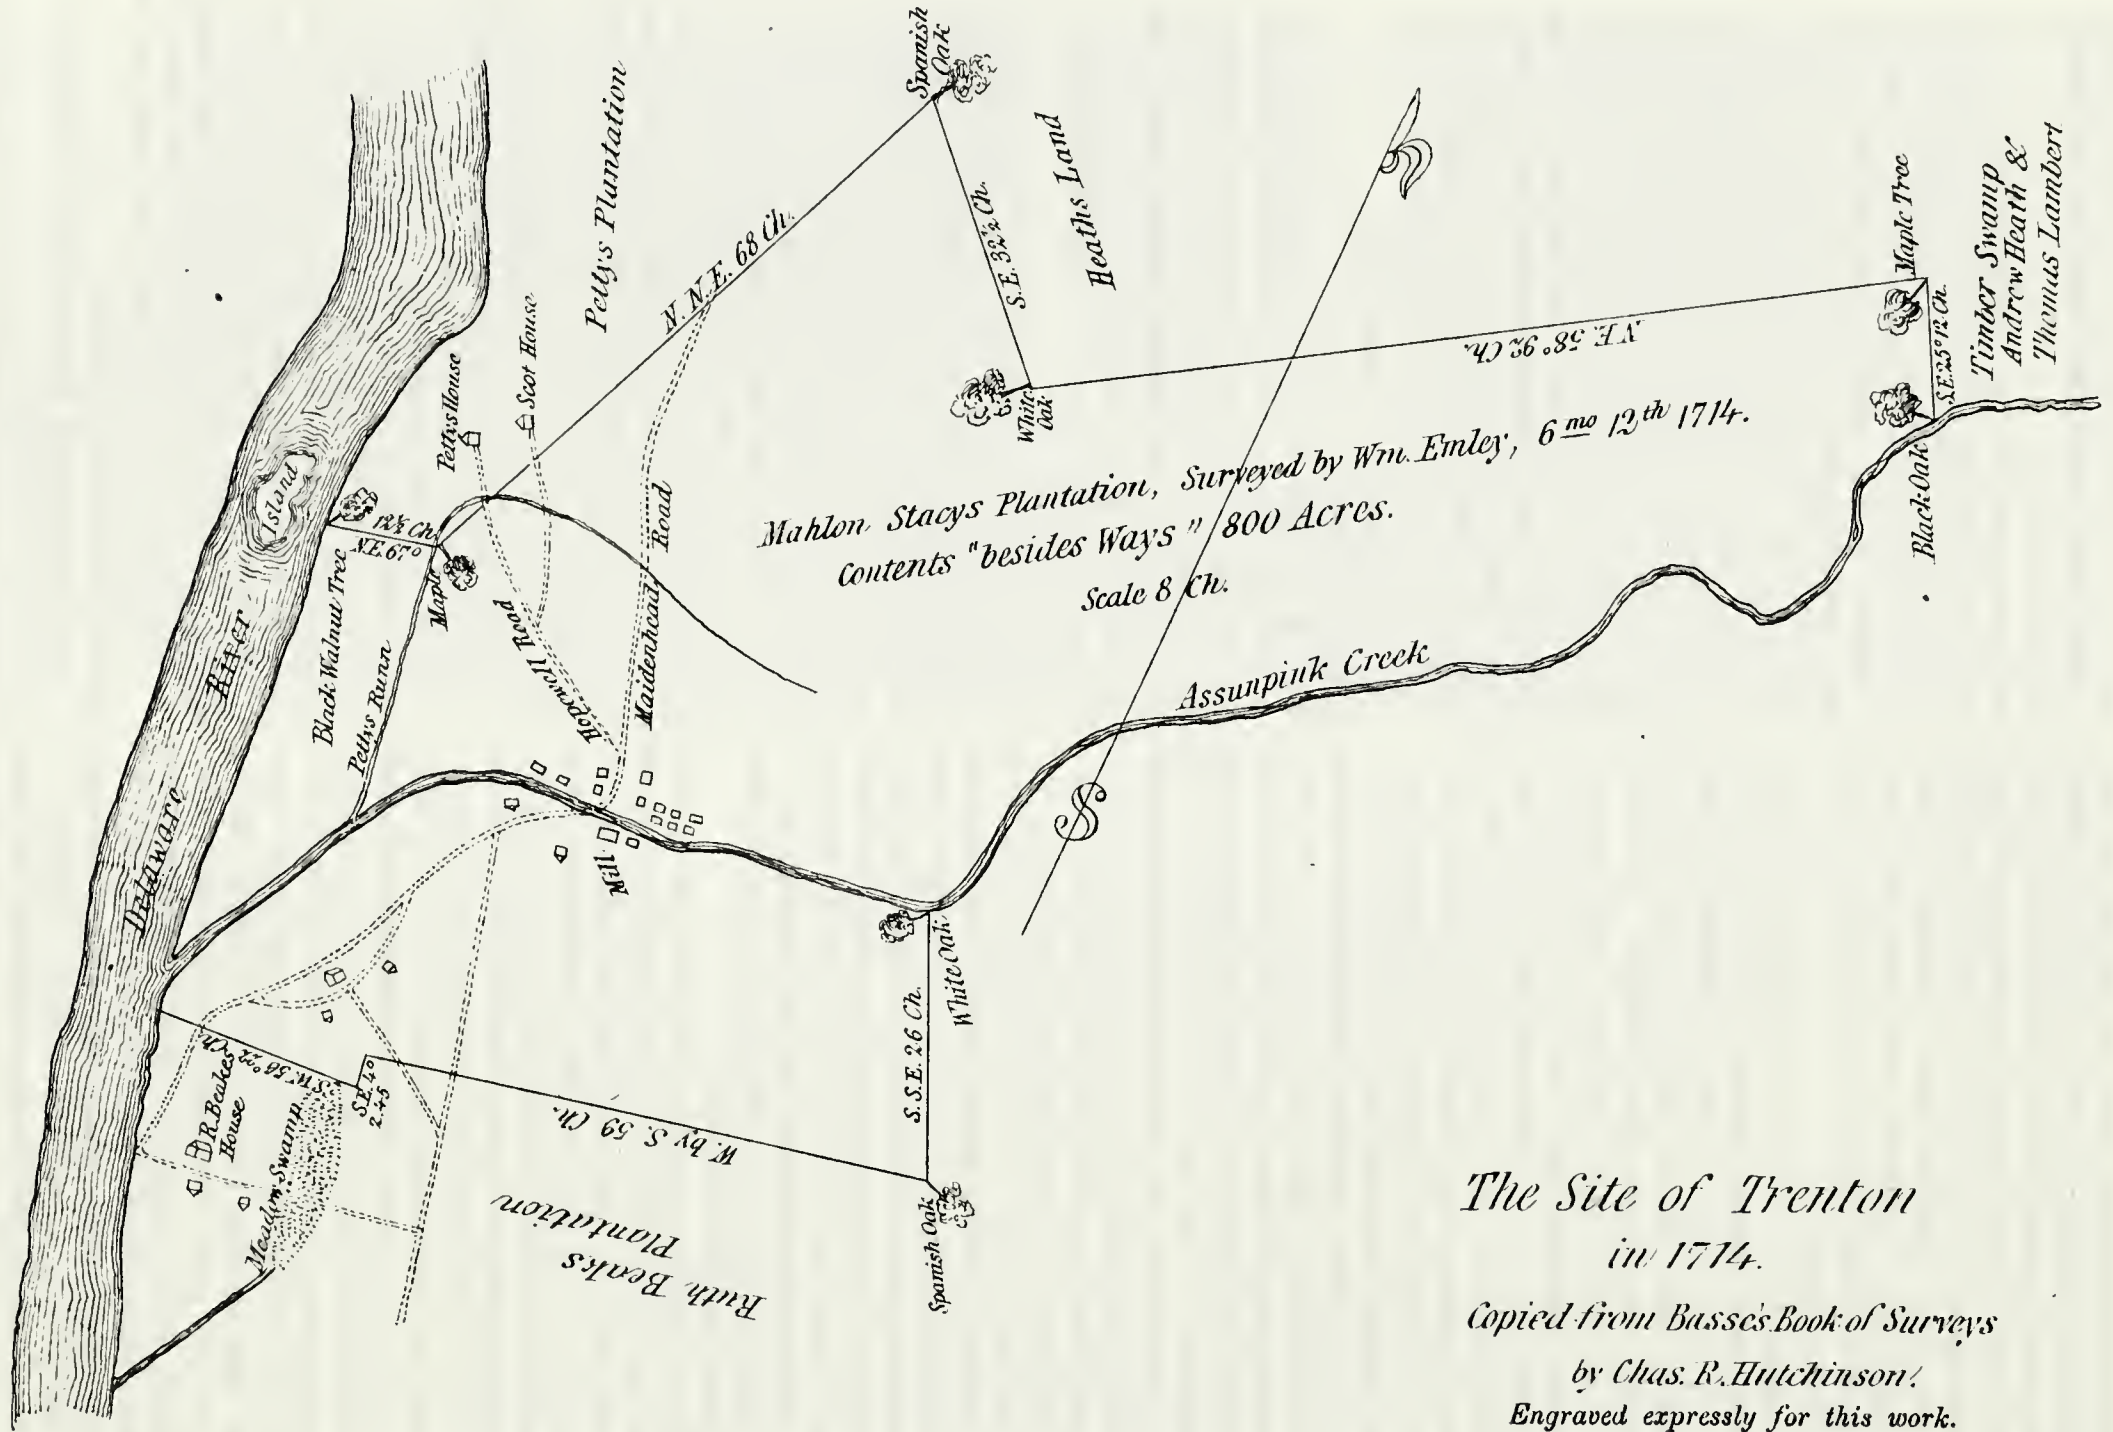 Spanish
Oak
Pettys Plantation
N. N.E. 68 Ch.
S.E. 32½ Ch.
Heaths Land
Maple Tree
Timber Swamp
Andrew Heath &
Thomas Lambert
S.E. 25° 12 Ch.
N.E. 58° 92 Ch.
White
Oak
Black Oak
Pettys House
Scot House
Island
12½ Ch.
N.E. 67°
Black Walnut Tree
Maple
Pettys Runn
Hopewell Road
Maidenhead Road
Mahlon Stacys Plantation, Surveyed by Wm. Emley, 6 mo 12th 1714.
Contents "besides Ways" 800 Acres.
Scale 8 Ch.
Assunpink Creek
S
Delaware River
Mill
White Oak
S.S.E. 26 Ch.
S.W. 56° 22 Ch.
S.E. 4°
2.45
R. Beakes
House
Meadow Swamp
W. by S. 59 Ch.
Ruth Beaks
Plantation
Spanish Oak
The Site of Trenton
in 1714.
Copied from Basse's Book of Surveys
by Chas. R. Hutchinson.
Engraved expressly for this work.